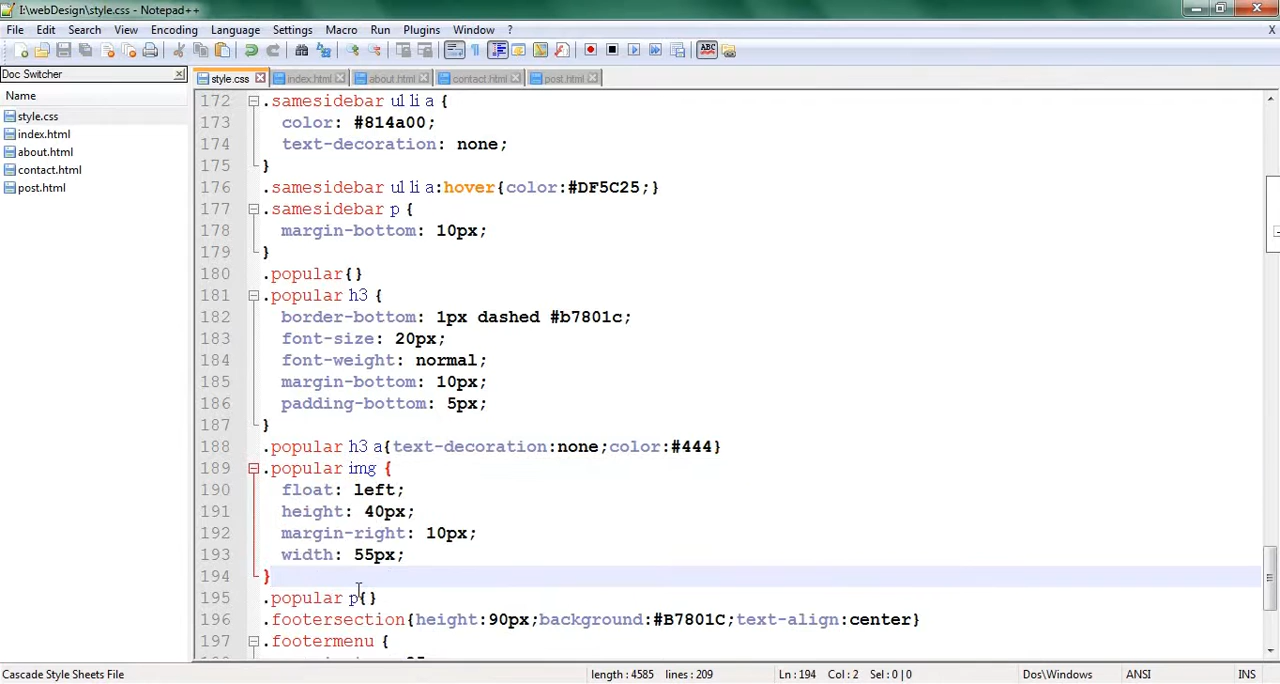 I:\webDesign\style.css - Notepad++
File Edit Search View Encoding Language Settings Macro Run Plugins Window ? X
ABC
Doc Switcher
style.css index.html about.html contact.html post.html
Name
style.css
index.html
about.html
contact.html
post.html
172 .samesidebar ul li a {
173 color: #814a00;
174 text-decoration: none;
175 }
176 .samesidebar ul li a:hover{color:#DF5C25;}
177 .samesidebar p {
178 margin-bottom: 10px;
179 }
180 .popular{}
181 .popular h3 {
182 border-bottom: 1px dashed #b7801c;
183 font-size: 20px;
184 font-weight: normal;
185 margin-bottom: 10px;
186 padding-bottom: 5px;
187 }
188 .popular h3 a{text-decoration:none;color:#444}
189 .popular img {
190 float: left;
191 height: 40px;
192 margin-right: 10px;
193 width: 55px;
194 }
195 .popular p{}
196 .footersection{height:90px;background:#B7801C;text-align:center}
197 .footermenu {
Cascade Style Sheets File length : 4585 lines : 209 Ln : 194 Col : 2 Sel : 0 | 0 Dos\Windows ANSI INS